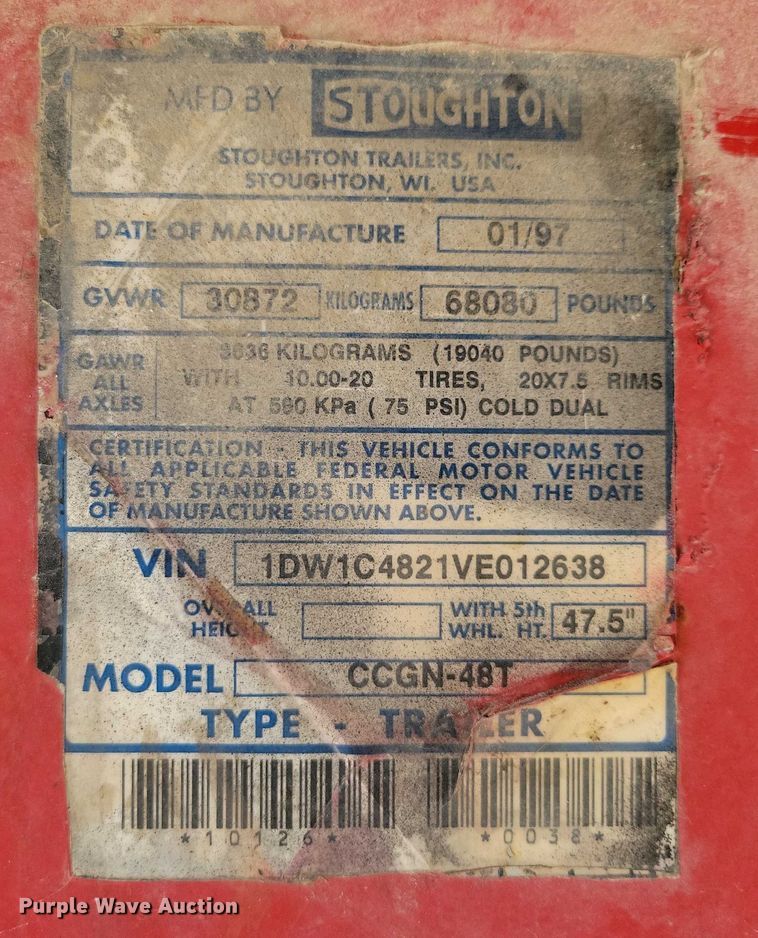 MFD BY STOUGHTON
STOUGHTON TRAILERS, INC.
STOUGHTON, WI. USA
DATE OF MANUFACTURE 01/97
GVWR 30872 KILOGRAMS 68080 POUNDS
GAWR ALL AXLES
8636 KILOGRAMS (19040 POUNDS)
WITH 10.00-20 TIRES, 20X7.5 RIMS
AT 590 KPa ( 75 PSI) COLD DUAL
CERTIFICATION - THIS VEHICLE CONFORMS TO
ALL APPLICABLE FEDERAL MOTOR VEHICLE
SAFETY STANDARDS IN EFFECT ON THE DATE
OF MANUFACTURE SHOWN ABOVE.
VIN 1DW1C4821VE012638
OVERALL HEIGHT
WITH 5th WHL. HT. 47.5"
MODEL CCGN-48T
TYPE - TRAILER
*10126* *0038*
Purple Wave Auction